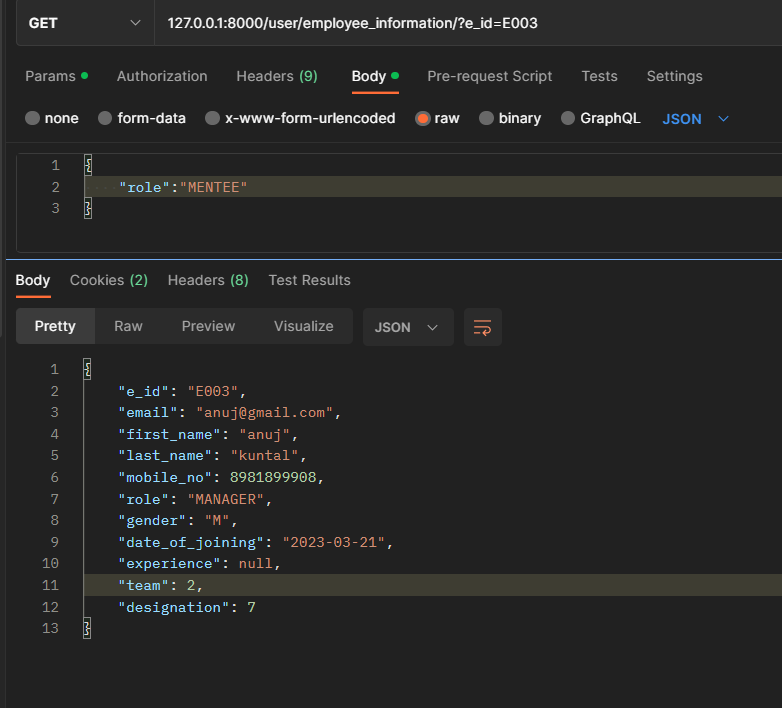 GET 127.0.0.1:8000/user/employee_information/?e_id=E003
Params Authorization Headers (9) Body Pre-request Script Tests Settings
none form-data x-www-form-urlencoded raw binary GraphQL JSON
1 {
2 "role":"MENTEE"
3 }
Body Cookies (2) Headers (8) Test Results
Pretty Raw Preview Visualize JSON
1 {
2 "e_id": "E003",
3 "email": "anuj@gmail.com",
4 "first_name": "anuj",
5 "last_name": "kuntal",
6 "mobile_no": 8981899908,
7 "role": "MANAGER",
8 "gender": "M",
9 "date_of_joining": "2023-03-21",
10 "experience": null,
11 "team": 2,
12 "designation": 7
13 }